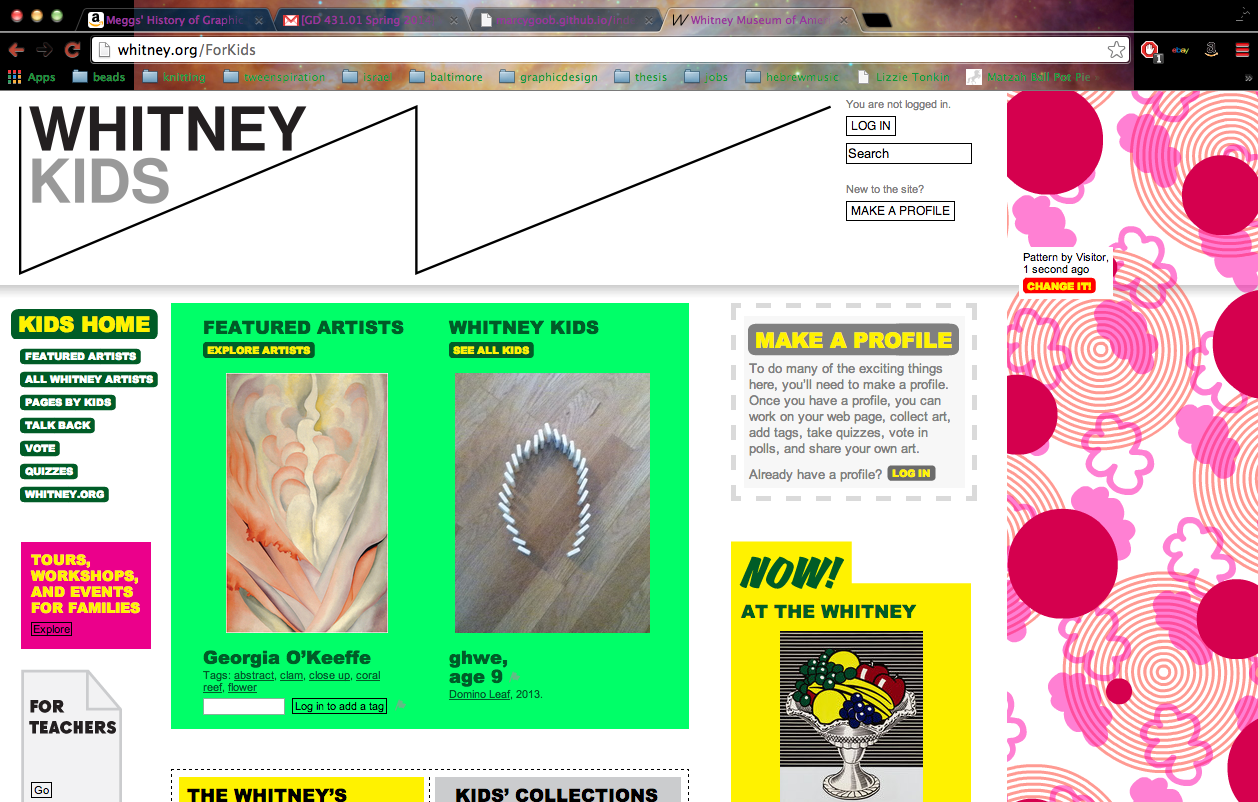 Meggs' History of Graphic
[GD 431.01 Spring 20
Whitney Museum of Ame
whitney.org/ForKids
1
ebay
Apps
beads
knitting
tweenspiration
israel
baltimore
graphicdesign
thesis
jobs
hebrewmusic
Lizzie Tonkin
Matzah Ball Pot Pie
»
WHITNEY
KIDS
You are not logged in.
LOG IN
Search
New to the site?
MAKE A PROFILE
Pattern by Visitor,
1 second ago
CHANGE IT!
KIDS HOME
FEATURED ARTISTS
ALL WHITNEY ARTISTS
PAGES BY KIDS
TALK BACK
VOTE
QUIZZES
WHITNEY.ORG
TOURS,
WORKSHOPS,
AND EVENTS
FOR FAMILIES
Explore
FOR
TEACHERS
Go
FEATURED ARTISTS
EXPLORE ARTISTS
Georgia O'Keeffe
Tags: abstract, clam, close up, coral
reef, flower
Log in to add a tag
WHITNEY KIDS
SEE ALL KIDS
ghwe,
age 9
Domino Leaf, 2013.
MAKE A PROFILE
To do many of the exciting things
here, you'll need to make a profile.
Once you have a profile, you can
work on your web page, collect art,
add tags, take quizzes, vote in
polls, and share your own art.
Already have a profile? LOG IN
NOW!
AT THE WHITNEY
THE WHITNEY'S
KIDS' COLLECTIONS